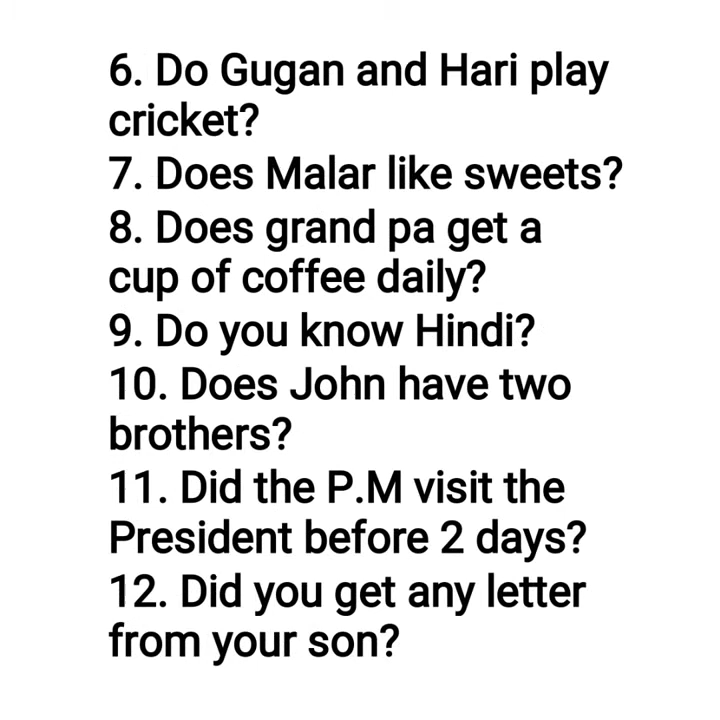 6. Do Gugan and Hari play
cricket?
7. Does Malar like sweets?
8. Does grand pa get a
cup of coffee daily?
9. Do you know Hindi?
10. Does John have two
brothers?
11. Did the P.M visit the
President before 2 days?
12. Did you get any letter
from your son?